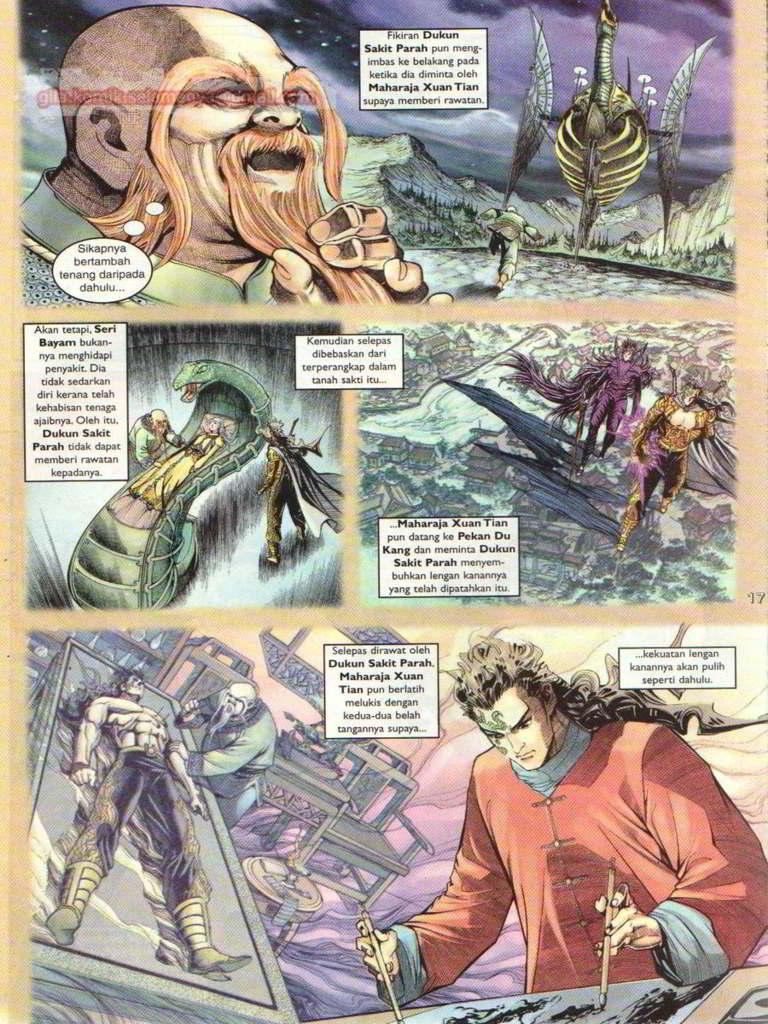 Fikiran Dukun
Sakit Parah pun meng-
imbas ke belakang pada
ketika dia diminta oleh
Maharaja Xuan Tian
supaya memberi rawatan.
Sikapnya
bertambah
tenang daripada
dahulu...
Akan tetapi, Seri
Bayam bukan-
nya menghidapi
penyakit. Dia
tidak sedarkan
diri kerana telah
kehabisan tenaga
ajaibnya. Oleh itu,
Dukun Sakit
Parah tidak dapat
memberi rawatan
kepadanya.
Kemudian selepas
dibebaskan dari
terperangkap dalam
tanah sakti itu...
...Maharaja Xuan Tian
pun datang ke Pekan Du
Kang dan meminta Dukun
Sakit Parah menyem-
buhkan lengan kanannya
yang telah dipatahkan itu.
17
Selepas dirawat oleh
Dukun Sakit Parah,
Maharaja Xuan
Tian pun berlatih
melukis dengan
kedua-dua belah
tangannya supaya...
...kekuatan lengan
kanannya akan pulih
seperti dahulu.